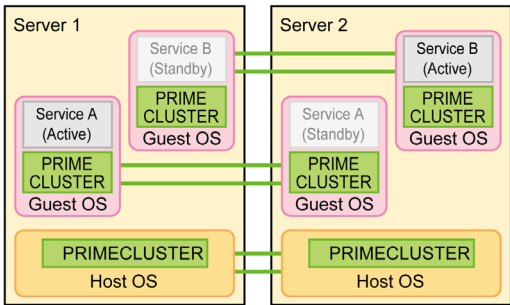 Server 1
Service B
(Standby)
PRIME
CLUSTER
Guest OS
Service A
(Active)
PRIME
CLUSTER
Guest OS
PRIMECLUSTER
Host OS
Server 2
Service B
(Active)
PRIME
CLUSTER
Guest OS
Service A
(Standby)
PRIME
CLUSTER
Guest OS
PRIMECLUSTER
Host OS